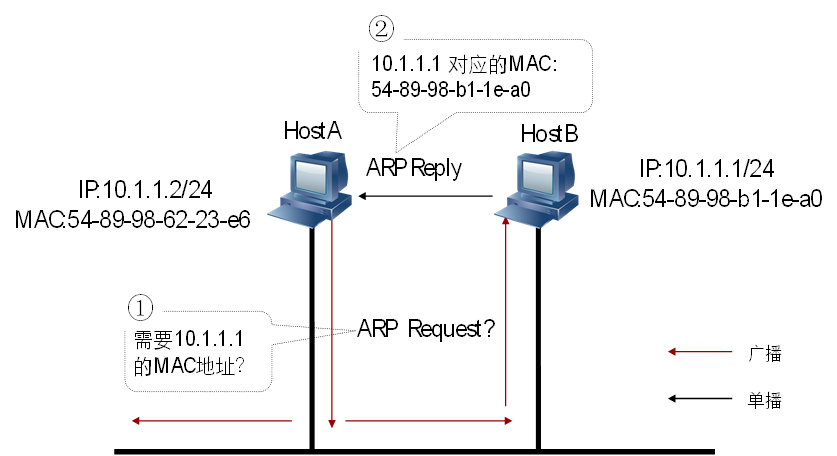 ②
10.1.1.1 对应的MAC:
54-89-98-b1-1e-a0
HostA
HostB
ARP Reply
IP:10.1.1.2/24
MAC:54-89-98-62-23-e6
IP:10.1.1.1/24
MAC:54-89-98-b1-1e-a0
①
需要10.1.1.1
的MAC地址?
ARP Request?
广播
单播